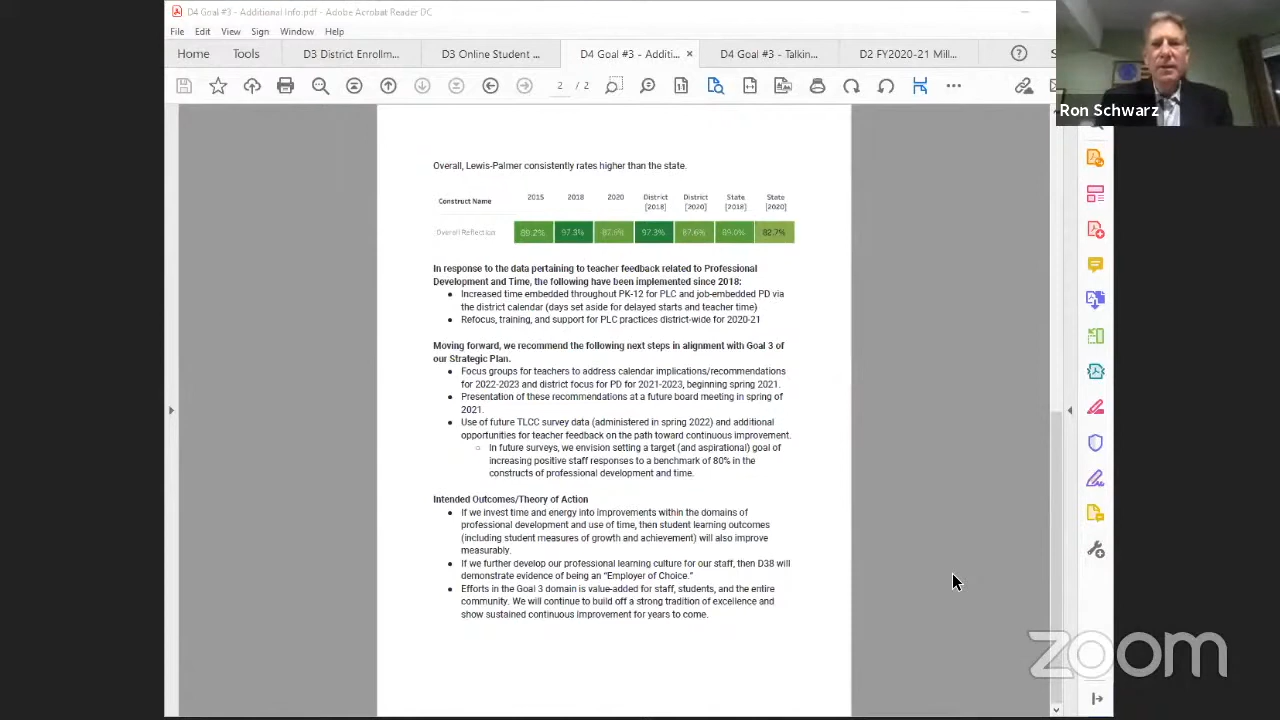 D4 Goal #3 - Additional Info.pdf - Adobe Acrobat Reader DC
File Edit View Sign Window Help
Home Tools D3 District Enrollm... D3 Online Student ... D4 Goal #3 - Additi... × D4 Goal #3 - Talkin... D2 FY2020-21 Mill...
2 / 2
Ron Schwarz
Overall, Lewis-Palmer consistently rates higher than the state.
Construct Name 2015 2018 2020 District [2018] District [2020] State [2018] State [2020]
Overall Reflection 89.2% 97.3% 87.6% 97.3% 87.6% 89.0% 82.7%
In response to the data pertaining to teacher feedback related to Professional
Development and Time, the following have been implemented since 2018:
● Increased time embedded throughout PK-12 for PLC and job-embedded PD via
the district calendar (days set aside for delayed starts and teacher time)
● Refocus, training, and support for PLC practices district-wide for 2020-21
Moving forward, we recommend the following next steps in alignment with Goal 3 of
our Strategic Plan.
● Focus groups for teachers to address calendar implications/recommendations
for 2022-2023 and district focus for PD for 2021-2023, beginning spring 2021.
● Presentation of these recommendations at a future board meeting in spring of
2021.
● Use of future TLCC survey data (administered in spring 2022) and additional
opportunities for teacher feedback on the path toward continuous improvement.
○ In future surveys, we envision setting a target (and aspirational) goal of
increasing positive staff responses to a benchmark of 80% in the
constructs of professional development and time.
Intended Outcomes/Theory of Action
● If we invest time and energy into improvements within the domains of
professional development and use of time, then student learning outcomes
(including student measures of growth and achievement) will also improve
measurably.
● If we further develop our professional learning culture for our staff, then D38 will
demonstrate evidence of being an “Employer of Choice.”
● Efforts in the Goal 3 domain is value-added for staff, students, and the entire
community. We will continue to build off a strong tradition of excellence and
show sustained continuous improvement for years to come.
zoom